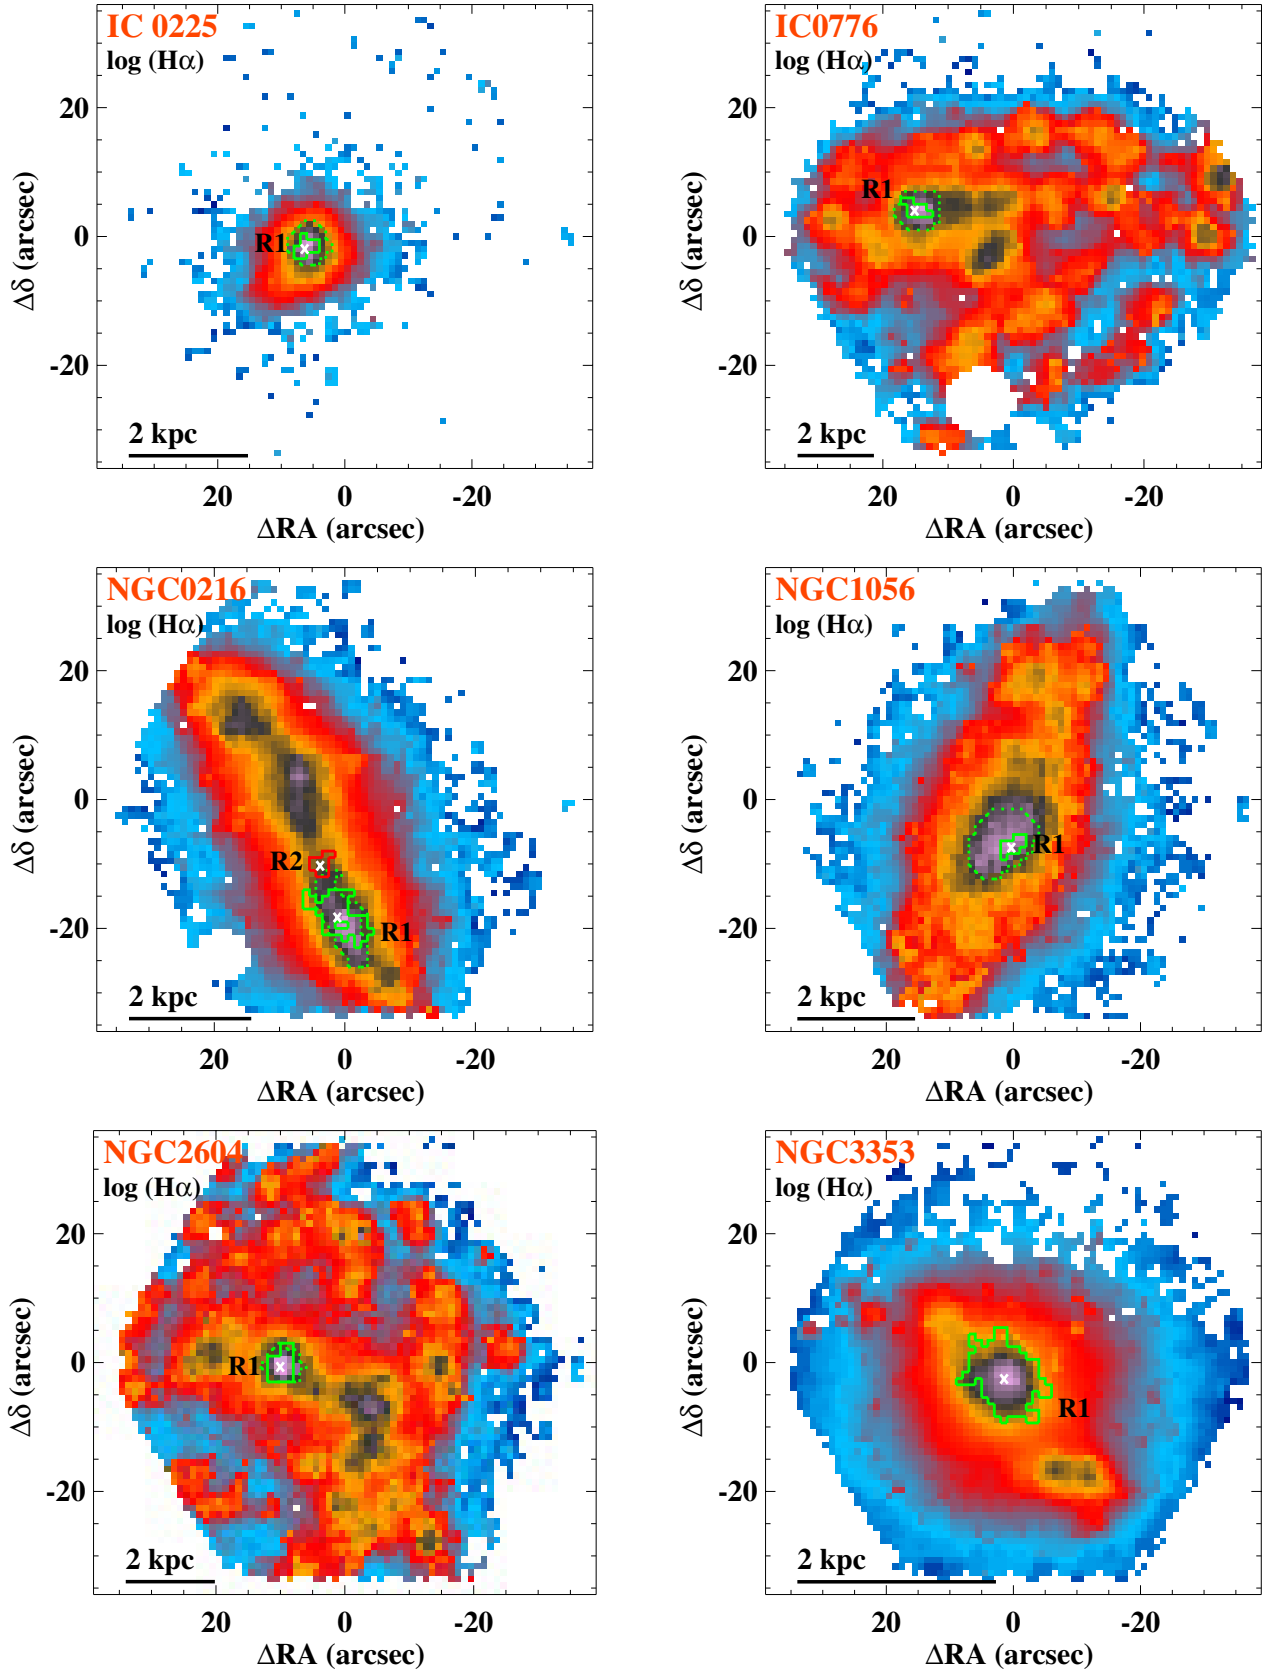 IC 0225
log (Hα)
R1
2 kpc
20
0
-20
Δδ (arcsec)
20
0
-20
ΔRA (arcsec)
IC0776
log (Hα)
R1
2 kpc
20
0
-20
Δδ (arcsec)
20
0
-20
ΔRA (arcsec)
NGC0216
log (Hα)
R2
R1
2 kpc
20
0
-20
Δδ (arcsec)
20
0
-20
ΔRA (arcsec)
NGC1056
log (Hα)
R1
2 kpc
20
0
-20
Δδ (arcsec)
20
0
-20
ΔRA (arcsec)
NGC2604
log (Hα)
R1
2 kpc
20
0
-20
Δδ (arcsec)
20
0
-20
ΔRA (arcsec)
NGC3353
log (Hα)
R1
2 kpc
20
0
-20
Δδ (arcsec)
20
0
-20
ΔRA (arcsec)